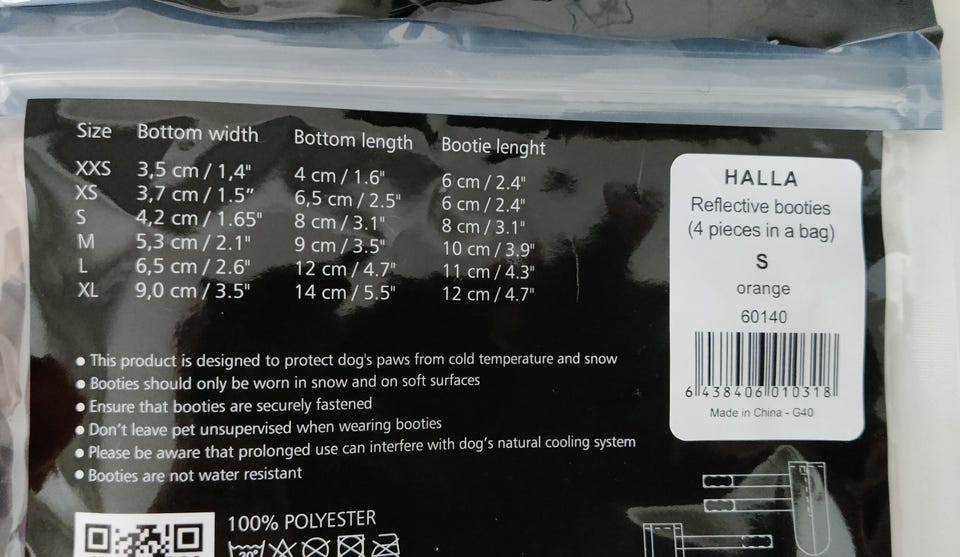 Size Bottom width Bottom length Bootie lenght
XXS 3,5 cm / 1,4" 4 cm / 1.6" 6 cm / 2.4"
XS 3,7 cm / 1.5" 6,5 cm / 2.5" 6 cm / 2.4"
S 4,2 cm / 1.65" 8 cm / 3.1" 8 cm / 3.1"
M 5,3 cm / 2.1" 9 cm / 3.5" 10 cm / 3.9"
L 6,5 cm / 2.6" 12 cm / 4.7" 11 cm / 4.3"
XL 9,0 cm / 3.5" 14 cm / 5.5" 12 cm / 4.7"
HALLA
Reflective booties
(4 pieces in a bag)
S
orange
60140
6 438406 010318
Made in China - G40
• This product is designed to protect dog's paws from cold temperature and snow
• Booties should only be worn in snow and on soft surfaces
• Ensure that booties are securely fastened
• Don't leave pet unsupervised when wearing booties
• Please be aware that prolonged use can interfere with dog's natural cooling system
• Booties are not water resistant
100% POLYESTER
30°